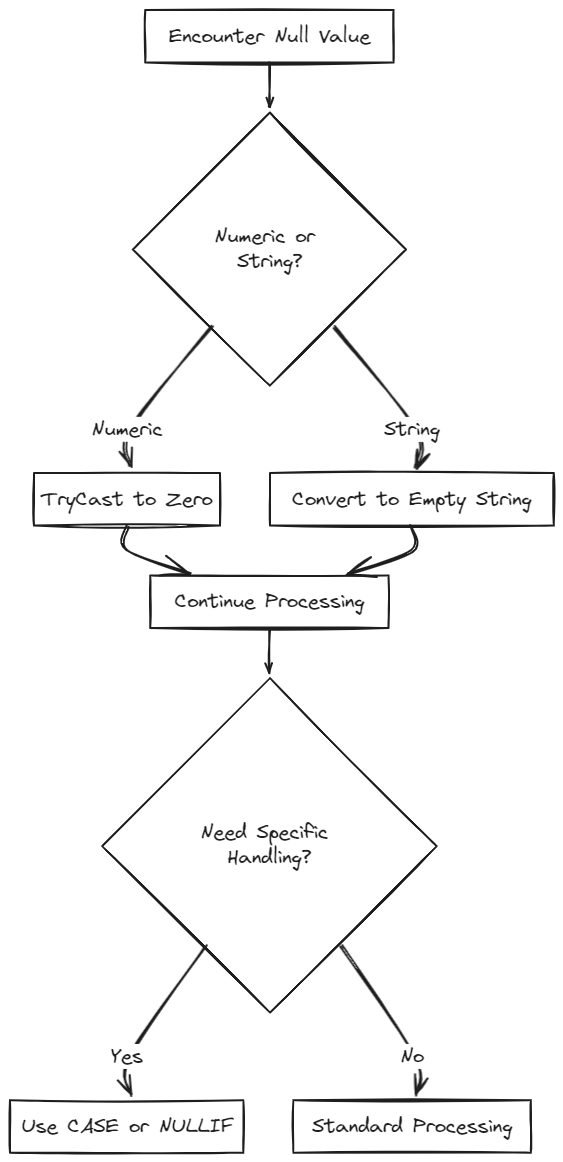 Encounter Null Value
Numeric or
String?
Numeric
String
TryCast to Zero
Convert to Empty String
Continue Processing
Need Specific
Handling?
Yes
No
Use CASE or NULLIF
Standard Processing